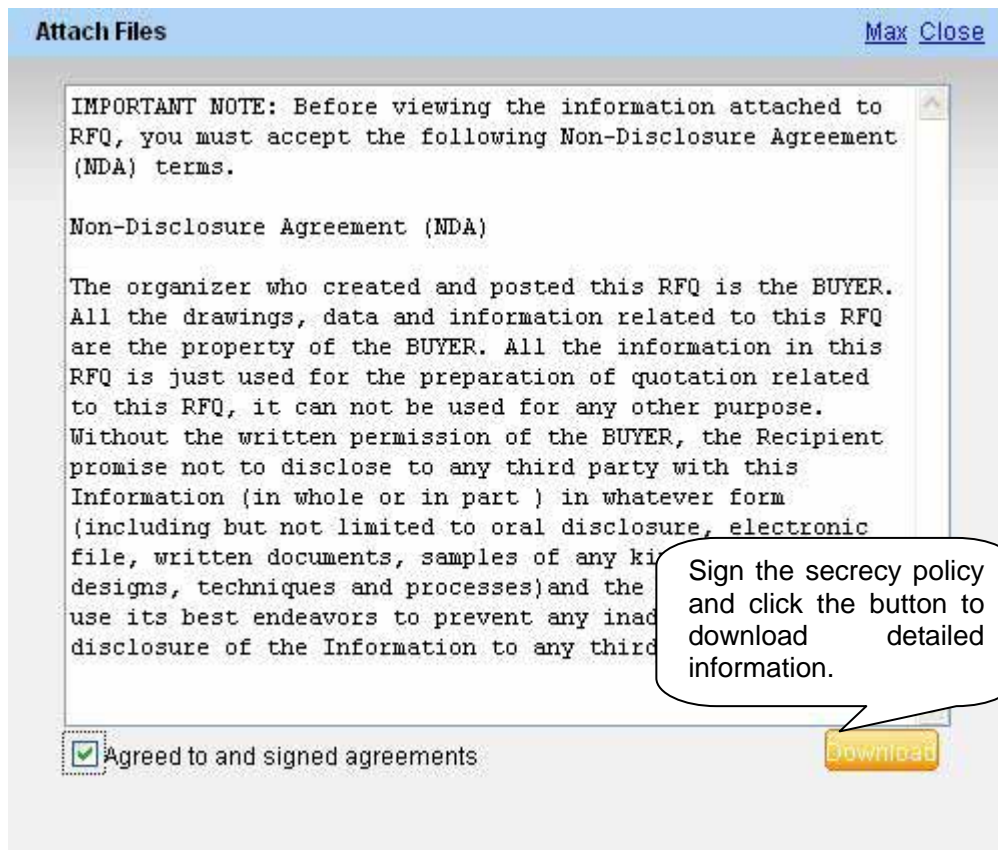 Attach Files Max Close
IMPORTANT NOTE: Before viewing the information attached to
RFQ, you must accept the following Non-Disclosure Agreement
(NDA) terms.
Non-Disclosure Agreement (NDA)
The organizer who created and posted this RFQ is the BUYER.
All the drawings, data and information related to this RFQ
are the property of the BUYER. All the information in this
RFQ is just used for the preparation of quotation related
to this RFQ, it can not be used for any other purpose.
Without the written permission of the BUYER, the Recipient
promise not to disclose to any third party with this
Information (in whole or in part ) in whatever form
(including but not limited to oral disclosure, electronic
file, written documents, samples of any
designs, techniques and processes)and the
use its best endeavors to prevent any
disclosure of the Information to any third
Sign the secrecy policy
and click the button to
download detailed
information.
Agreed to and signed agreements
Download